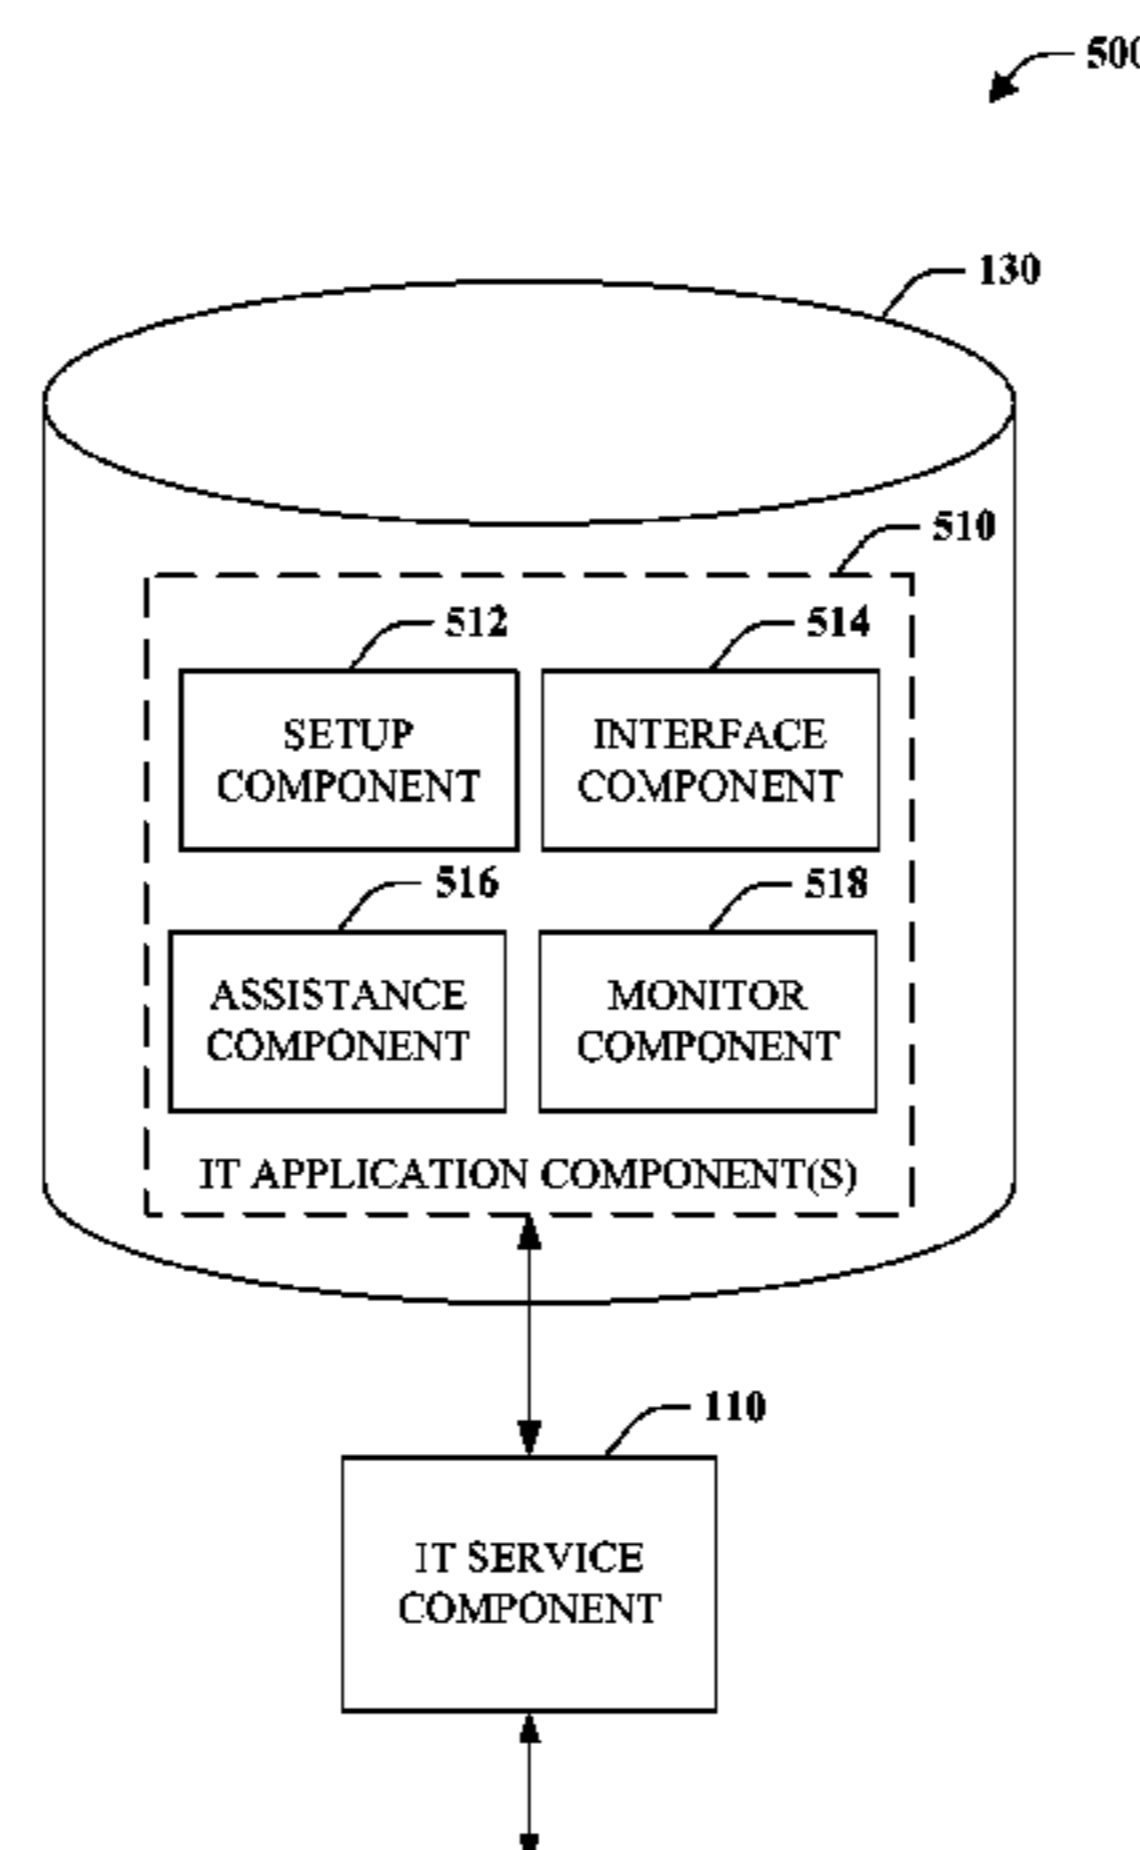 500
130
510
512
514
SETUP
COMPONENT
INTERFACE
COMPONENT
516
518
ASSISTANCE
COMPONENT
MONITOR
COMPONENT
IT APPLICATION COMPONENT(S)
110
IT SERVICE
COMPONENT